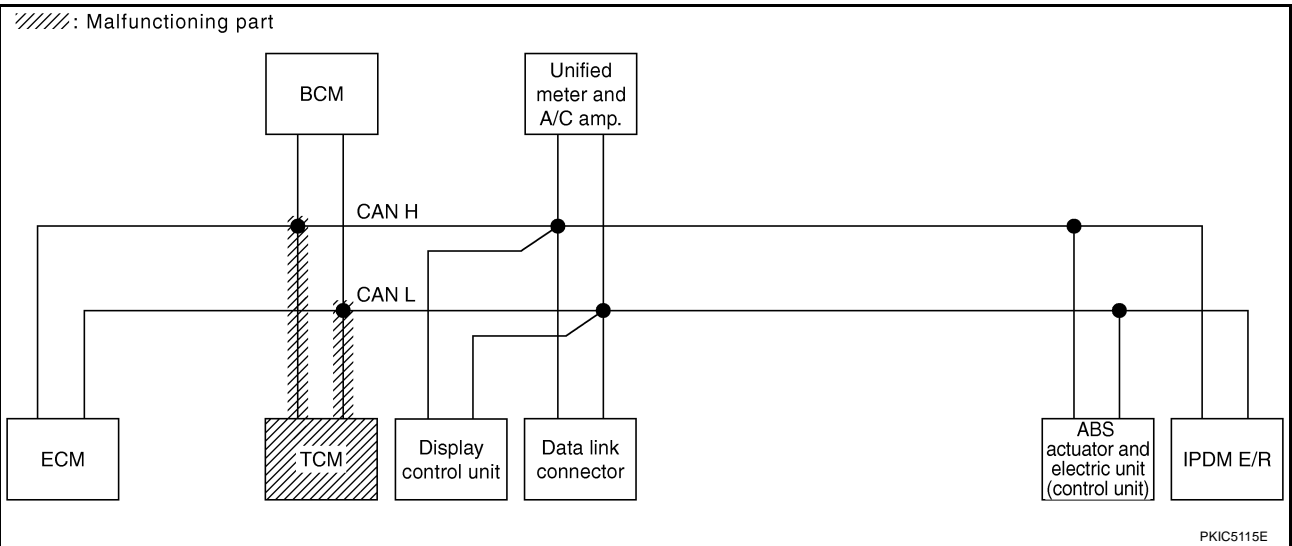 : Malfunctioning part
BCM
Unified
meter and
A/C amp.
CAN H
CAN L
ECM
TCM
Display
control unit
Data link
connector
ABS
actuator and
electric unit
(control unit)
IPDM E/R
PKIC5115E